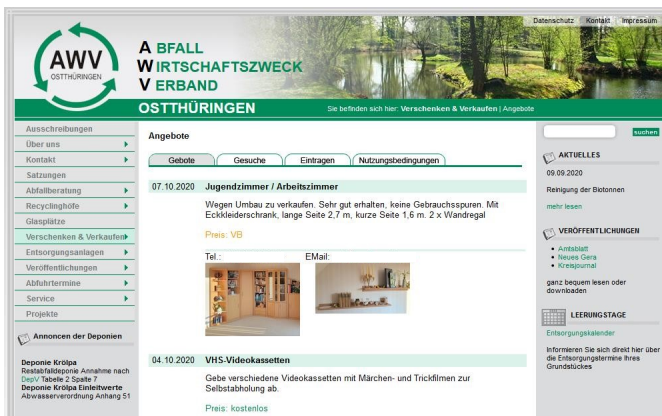 Datenschutz Kontakt Impressum
AWV
OSTTHÜRINGEN
A BFALL
W IRTSCHAFTSZWECK
V ERBAND
OSTTHÜRINGEN
Sie befinden sich hier: Verschenken & Verkaufen | Angebote
Ausschreibungen
Über uns
Kontakt
Satzungen
Abfallberatung
Recyclinghöfe
Glasplätze
Verschenken & Verkaufen
Entsorgungsanlagen
Veröffentlichungen
Abfuhrtermine
Service
Projekte
Annoncen der Deponien
Deponie Krölpa
Restabfalldeponie Annahme nach
DepV Tabelle 2 Spalte 7
Deponie Krölpa Einleitwerte
Abwasserverordnung Anhang 51
Angebote
Gebote Gesuche Eintragen Nutzungsbedingungen
07.10.2020 Jugendzimmer / Arbeitszimmer
Wegen Umbau zu verkaufen. Sehr gut erhalten, keine Gebrauchsspuren. Mit
Eckkleiderschrank, lange Seite 2,7 m, kurze Seite 1,6 m. 2 x Wandregal
Preis: VB
Tel.: EMail:
04.10.2020 VHS-Videokassetten
Gebe verschiedene Videokassetten mit Märchen- und Trickfilmen zur
Selbstabholung ab.
Preis: kostenlos
suchen
AKTUELLES
09.09.2020
Reinigung der Biotonnen
mehr lesen
VERÖFFENTLICHUNGEN
Amtsblatt
Neues Gera
Kreisjournal
ganz bequem lesen oder
downloaden
LEERUNGSTAGE
Entsorgungskalender
Informieren Sie sich direkt hier über
die Entsorgungstermine Ihres
Grundstückes